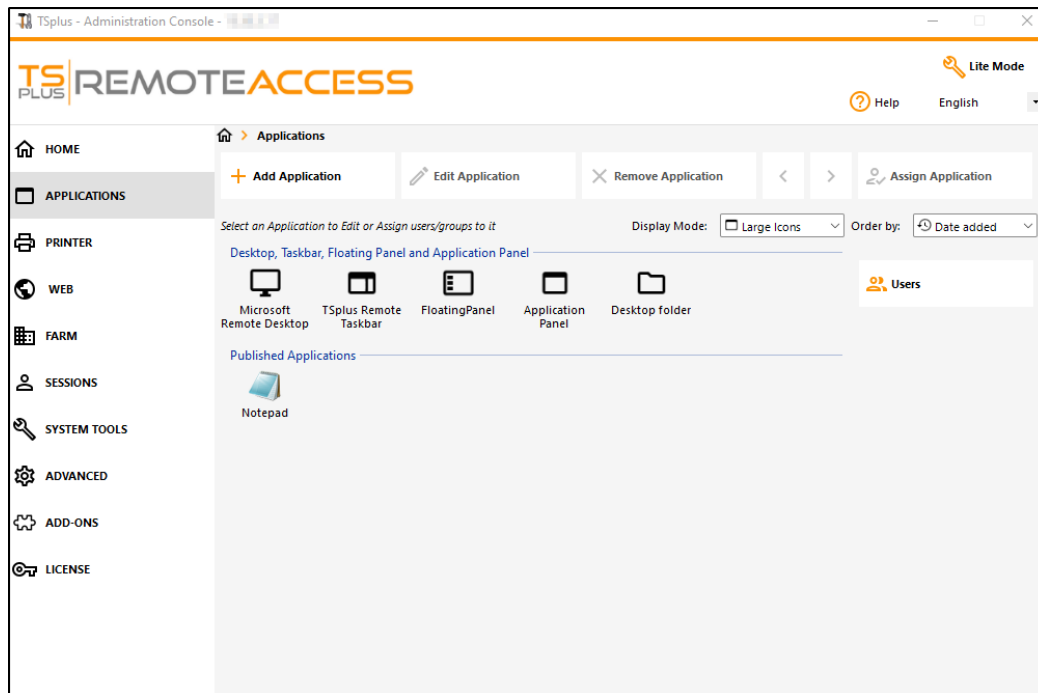 TSplus - Administration Console -
TS PLUS REMOTEACCESS
Lite Mode
Help
English
HOME
APPLICATIONS
PRINTER
WEB
FARM
SESSIONS
SYSTEM TOOLS
ADVANCED
ADD-ONS
LICENSE
Applications
Add Application
Edit Application
Remove Application
Assign Application
Select an Application to Edit or Assign users/groups to it
Display Mode:
Large Icons
Order by:
Date added
Desktop, Taskbar, Floating Panel and Application Panel
Microsoft
Remote Desktop
TSplus Remote
Taskbar
FloatingPanel
Application
Panel
Desktop folder
Users
Published Applications
Notepad